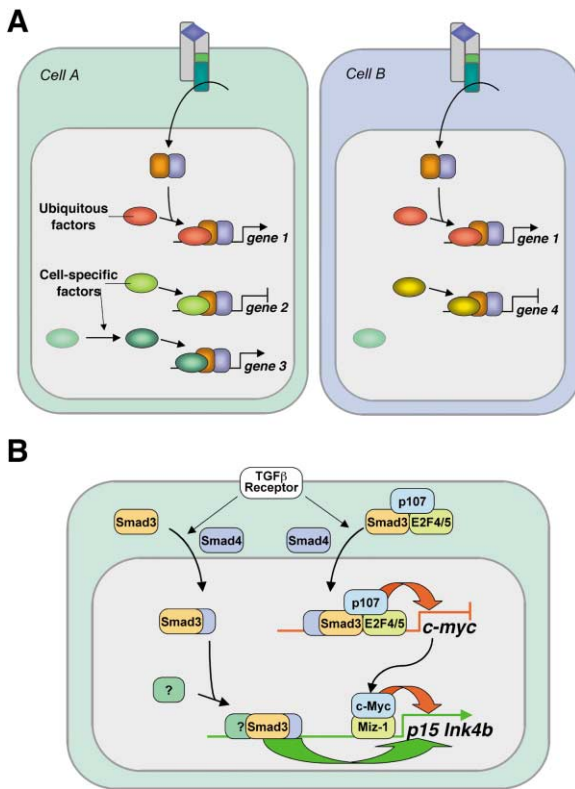 A
Cell A
Cell B
Ubiquitous
factors
gene 1
gene 1
Cell-specific
factors
gene 2
gene 4
gene 3
B
TGFβ
Receptor
p107
Smad3
Smad4
Smad4
Smad3
E2F4/5
p107
Smad3
Smad3
E2F4/5
c-myc
?
c-Myc
?
Smad3
Miz-1
p15 Ink4b